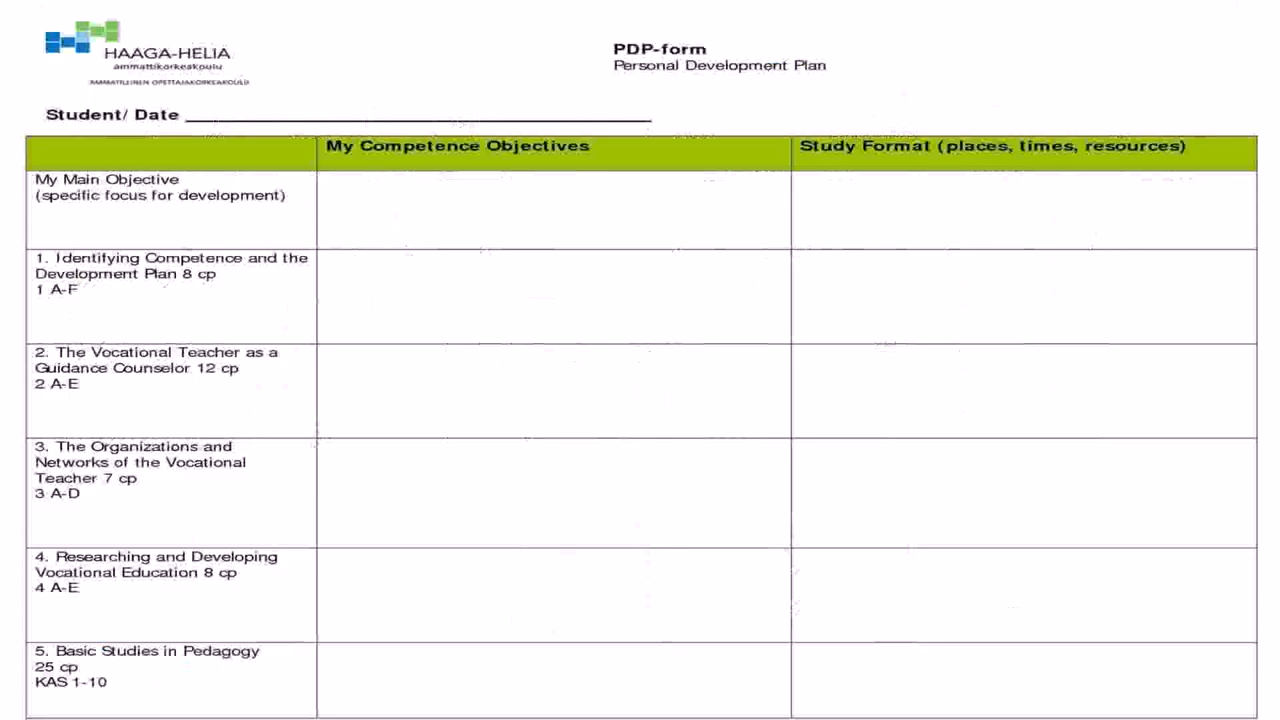 HAAGA-HELIA
ammattikorkeakoulu
AMMATILLINEN OPETTAJAKORKEAKOULU
PDP-form
Personal Development Plan
Student/ Date
My Competence Objectives
Study Format (places, times, resources)
My Main Objective
(specific focus for development)
1. Identifying Competence and the
Development Plan 8 cp
1 A-F
2. The Vocational Teacher as a
Guidance Counselor 12 cp
2 A-E
3. The Organizations and
Networks of the Vocational
Teacher 7 cp
3 A-D
4. Researching and Developing
Vocational Education 8 cp
4 A-E
5. Basic Studies in Pedagogy
25 cp
KAS 1-10